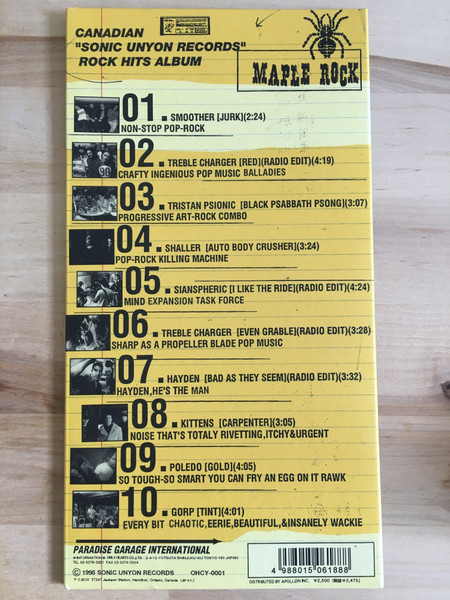 CANADIAN
"SONIC UNYON RECORDS"
ROCK HITS ALBUM
MAPLE ROCK
01. SMOOTHER [JURK](2:24)
NON-STOP POP-ROCK
02. TREBLE CHARGER [RED](RADIO EDIT)(4:19)
CRAFTY INGENIOUS POP MUSIC BALLADIES
03. TRISTAN PSIONIC [BLACK PSABBATH PSONG](3:07)
PROGRESSIVE ART-ROCK COMBO
04. SHALLER [AUTO BODY CRUSHER](3:24)
POP-ROCK KILLING MACHINE
05. SIANSPHERIC [I LIKE THE RIDE](RADIO EDIT)(4:24)
MIND EXPANSION TASK FORCE
06. TREBLE CHARGER [EVEN GRABLE](RADIO EDIT)(3:28)
SHARP AS A PROPELLER BLADE POP MUSIC
07. HAYDEN [BAD AS THEY SEEM](RADIO EDIT)(3:32)
HAYDEN,HE'S THE MAN
08. KITTENS [CARPENTER](3:05)
NOISE THAT'S TOTALY RIVETTING,ITCHY&URGENT
09. POLEDO [GOLD](4:05)
SO TOUGH-SO SMART YOU CAN FRY AN EGG ON IT RAWK
10. GORP [TINT](4:01)
EVERY BIT CHAOTIC,EERIE,BEAUTIFUL,&INSANELY WACKIE
PARADISE GARAGE INTERNATIONAL
© 1995 SONIC UNYON RECORDS OHCY-0001
4 988015 061888
DISTRIBUTED BY APOLLON INC. ¥2,500